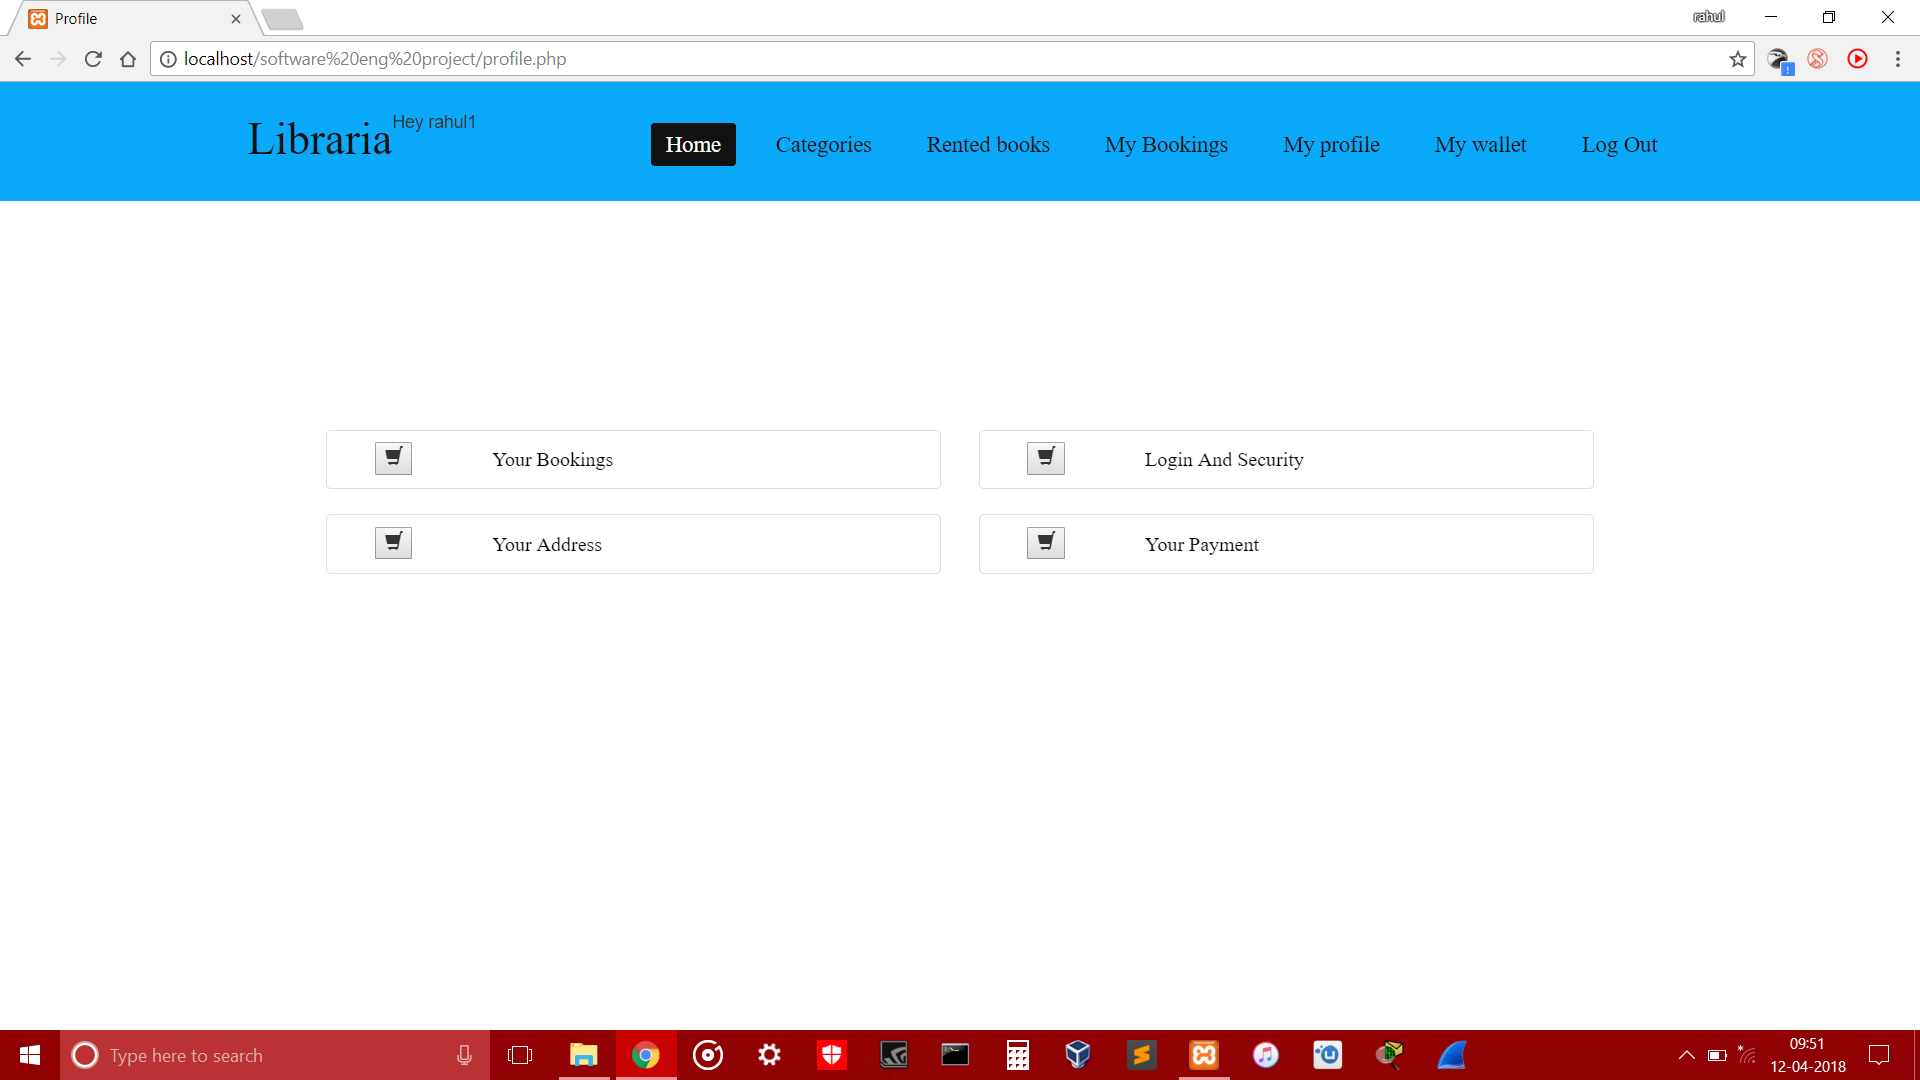 Profile
rahul
localhost/software%20eng%20project/profile.php
Libraria Hey rahul1
Home Categories Rented books My Bookings My profile My wallet Log Out
Your Bookings
Login And Security
Your Address
Your Payment
Type here to search
09:51
12-04-2018